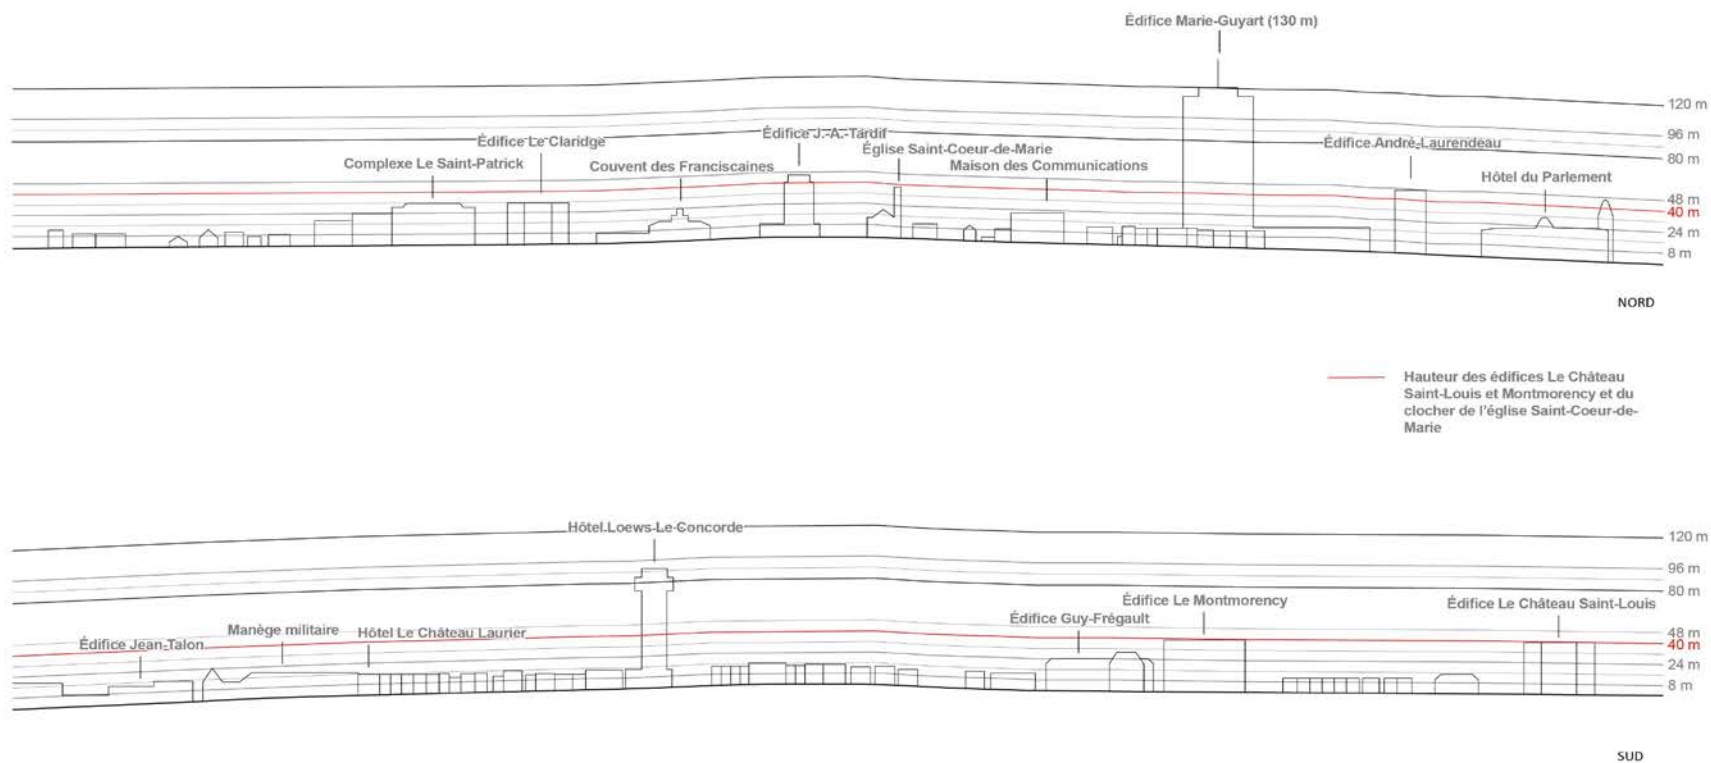 Édifice Marie-Guyart (130 m)
120 m
96 m
Édifice J.-A.-Tardif
Édifice Le Claridge
Édifice André-Laurendeau
Église Saint-Coeur-de-Marie
80 m
Complexe Le Saint-Patrick
Couvent des Franciscaines
Maison des Communications
Hôtel du Parlement
48 m
40 m
24 m
8 m
NORD
Hauteur des édifices Le Château
Saint-Louis et Montmorency et du
clocher de l'église Saint-Coeur-de-
Marie
Hôtel Loews Le Concorde
120 m
96 m
80 m
Édifice Le Montmorency
Édifice Le Château Saint-Louis
Édifice Guy-Frégault
Manège militaire
Hôtel Le Château Laurier
48 m
Édifice Jean-Talon
40 m
24 m
8 m
SUD